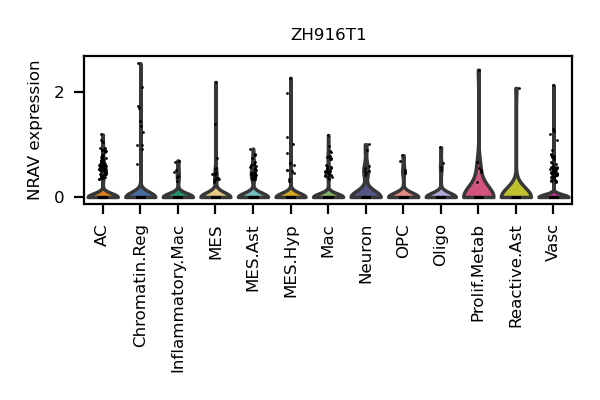 ZH916T1
NRAV expression
2
0
AC
Chromatin.Reg
Inflammatory.Mac
MES
MES.Ast
MES.Hyp
Mac
Neuron
OPC
Oligo
Prolif.Metab
Reactive.Ast
Vasc